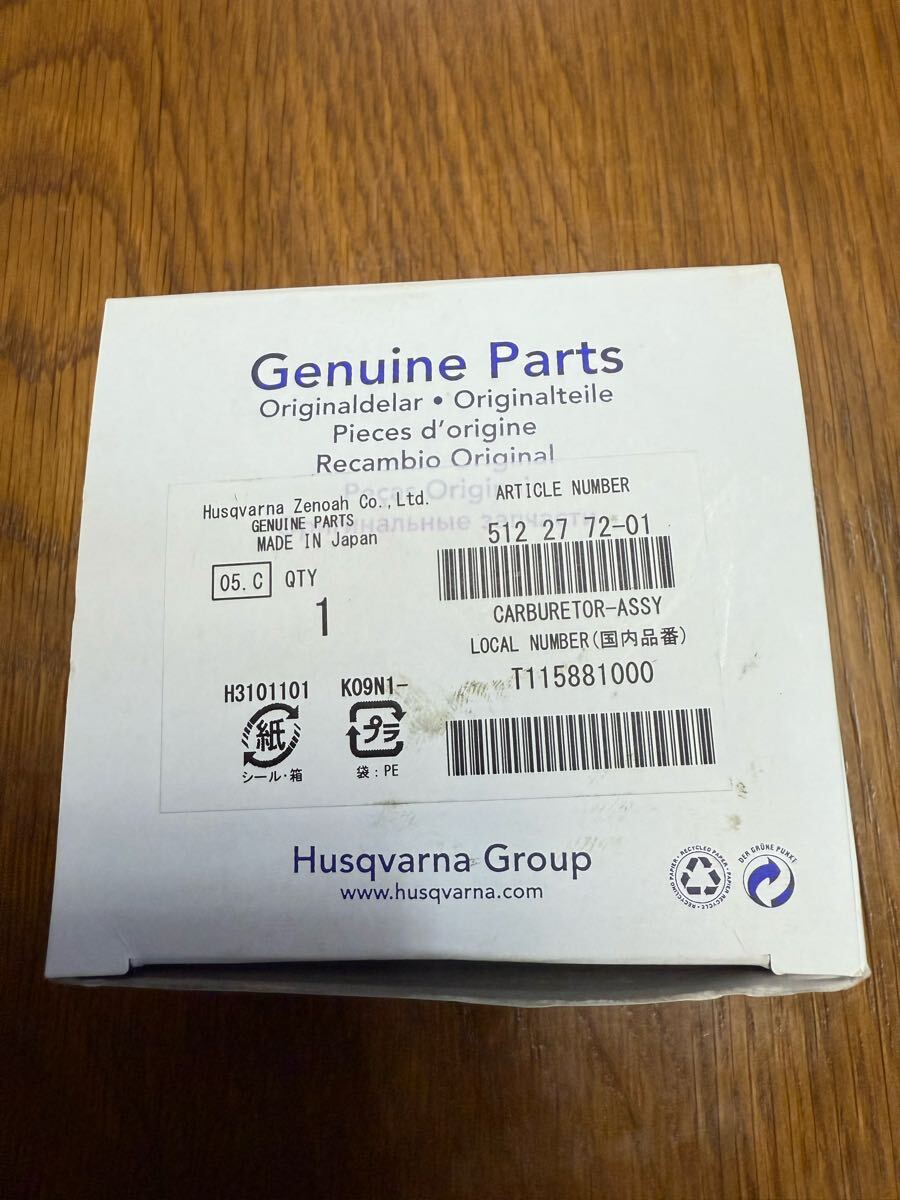 Genuine Parts
Originaldelar • Originalteile
Pieces d'origine
Recambio Original
Husqvarna Zenoah Co.,Ltd.
GENUINE PARTS
MADE IN Japan
05.C QTY
1
ARTICLE NUMBER
512 27 72-01
CARBURETOR-ASSY
LOCAL NUMBER(国内品番)
T115881000
H3101101 K09N1-
紙
シール・箱
プラ
袋:PE
Husqvarna Group
www.husqvarna.com
RECYCLED PAPER
DER GRÜNE PUNKT